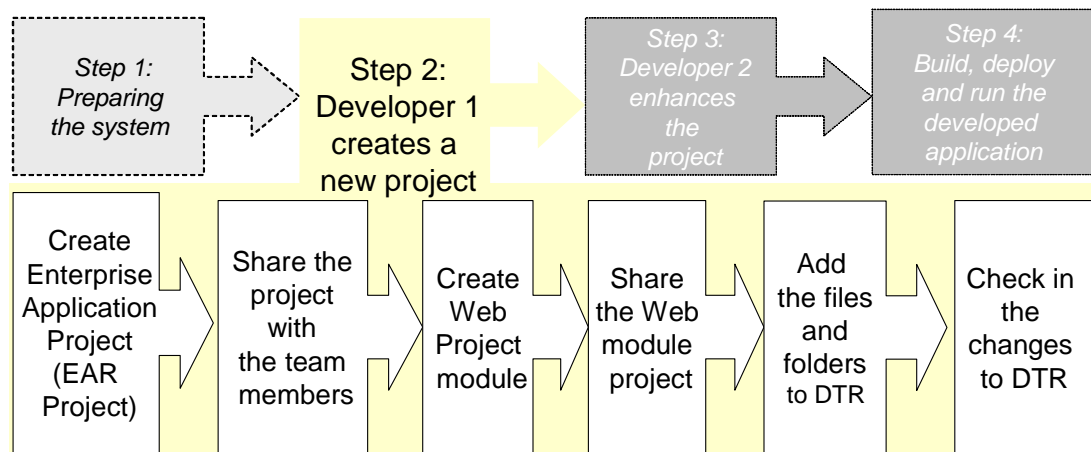 Step 1:
Preparing
the system
Step 2:
Developer 1
creates a
new project
Step 3:
Developer 2
enhances
the
project
Step 4:
Build, deploy
and run the
developed
application
Create
Enterprise
Application
Project
(EAR
Project)
Share the
project
with
the team
members
Create
Web
Project
module
Share
the Web
module
project
Add
the files
and
folders
to DTR
Check in
the
changes
to DTR